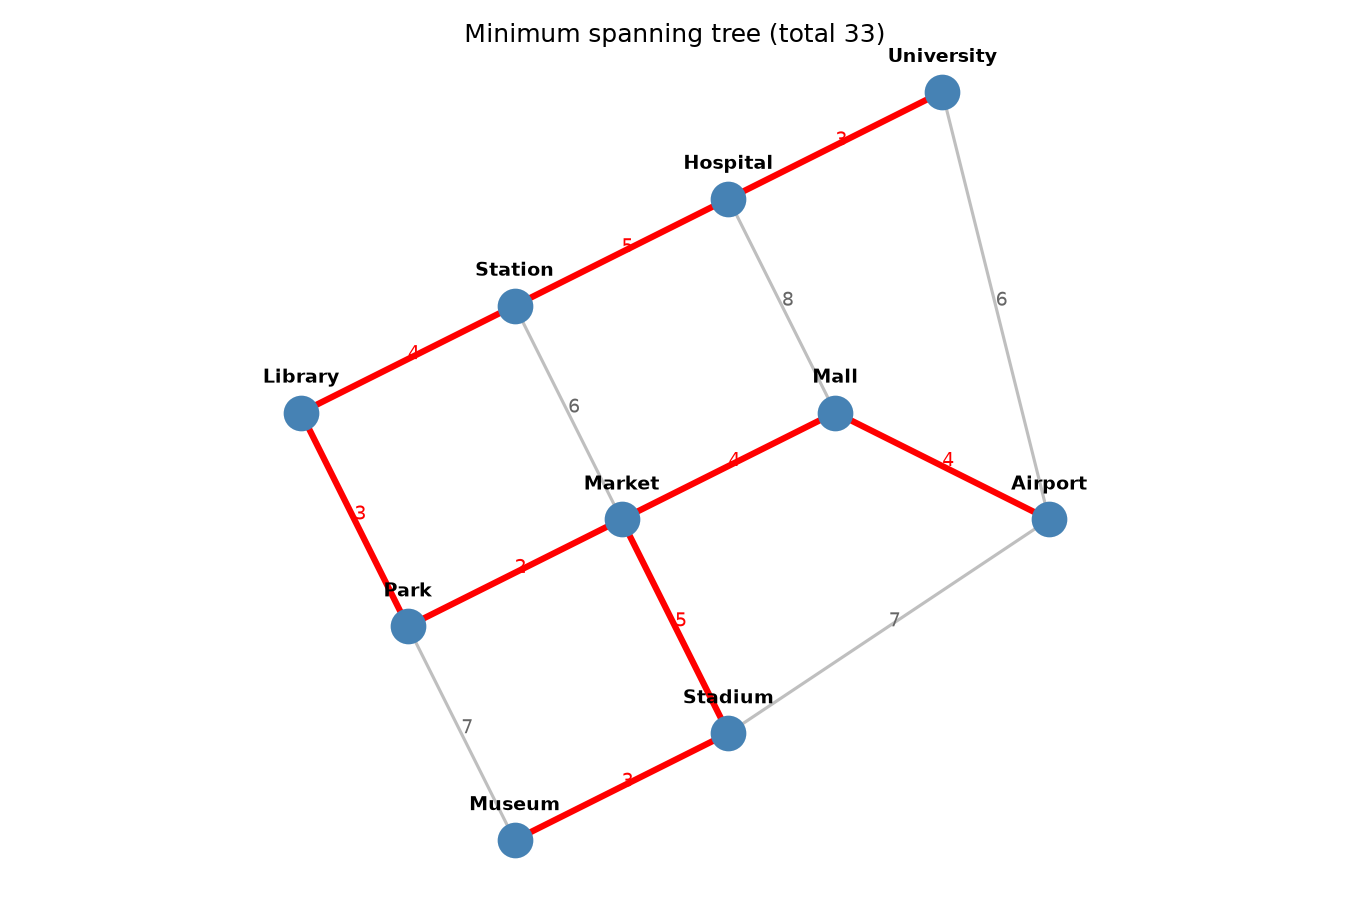 Minimum spanning tree (total 33)
University
3
Hospital
5
Station
8
6
4
Library
Mall
6
4
4
Market
Airport
3
2
Park
5
7
Stadium
7
3
Museum